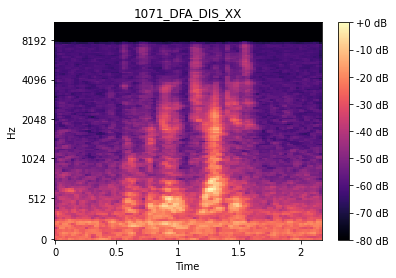 1071_DFA_DIS_XX
8192
4096
2048
1024
512
0
Hz
0
0.5
1
1.5
2
Time
+0 dB
-10 dB
-20 dB
-30 dB
-40 dB
-50 dB
-60 dB
-70 dB
-80 dB